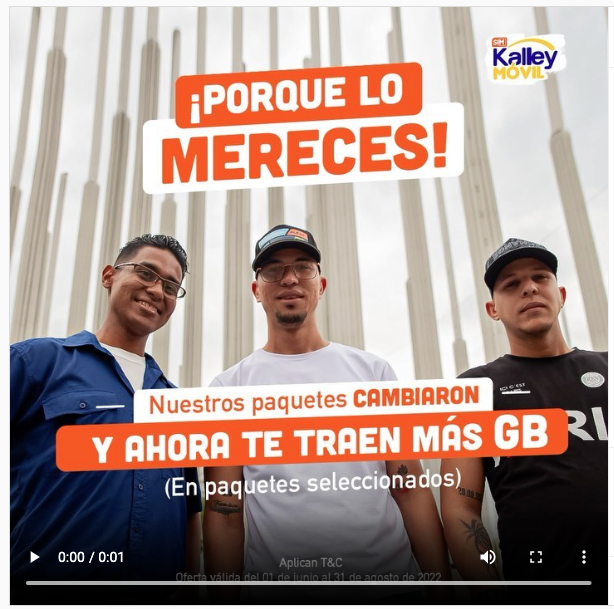 SIM
Kalley
MÓVIL
¡PORQUE LO
MERECES!
Nuestros paquetes CAMBIARON
Y AHORA TE TRAEN MÁS GB
(En paquetes seleccionados)
RI
Aplican T&C
Oferta válida del 01 de junio al 31 de agosto de 2022
0:00 / 0:01